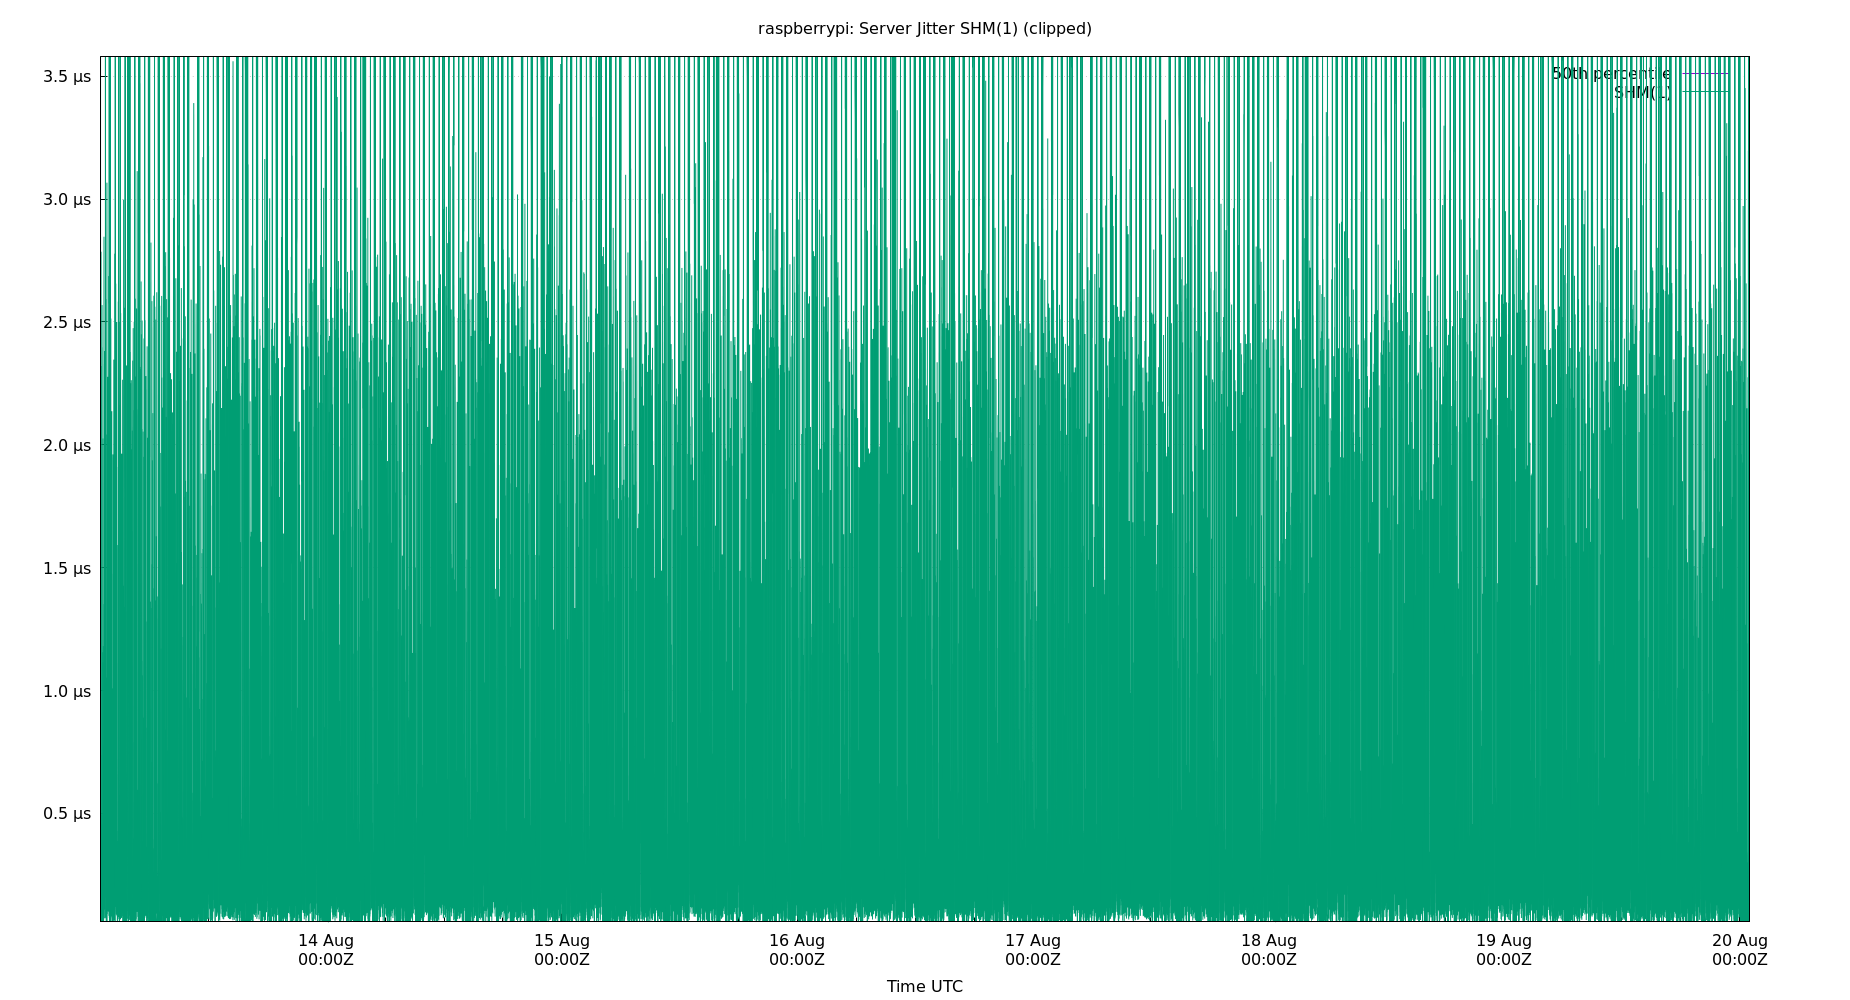 raspberrypi: Server Jitter SHM(1) (clipped)
50th percentile
SHM(1)
3.5 µs
3.0 µs
2.5 µs
2.0 µs
1.5 µs
1.0 µs
0.5 µs
14 Aug 15 Aug 16 Aug 17 Aug 18 Aug 19 Aug 20 Aug
00:00Z 00:00Z 00:00Z 00:00Z 00:00Z 00:00Z 00:00Z
Time UTC